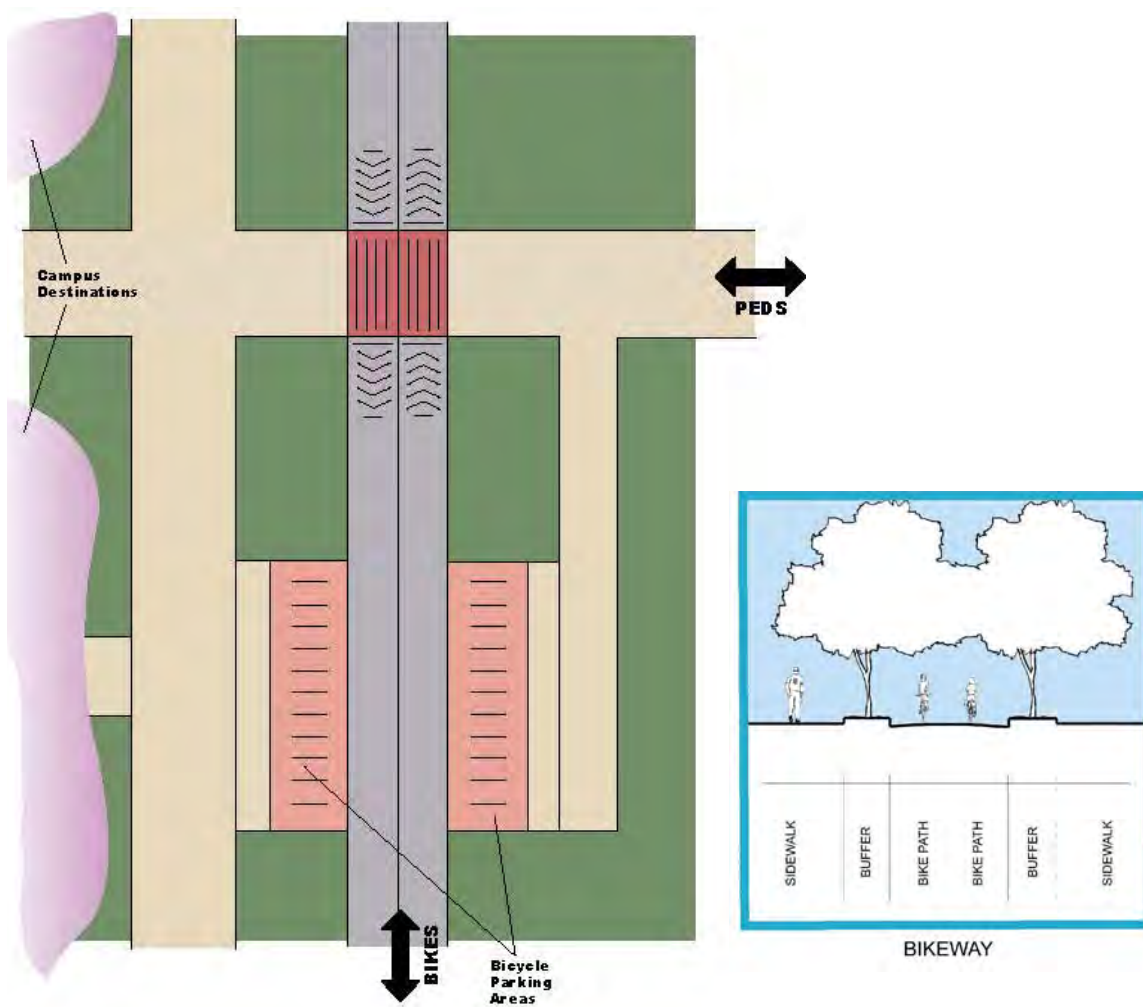 Campus
Destinations
PEDS
BIKES
Bicycle
Parking
Areas
SIDEWALK
BUFFER
BIKE PATH
BIKE PATH
BUFFER
SIDEWALK
BIKEWAY